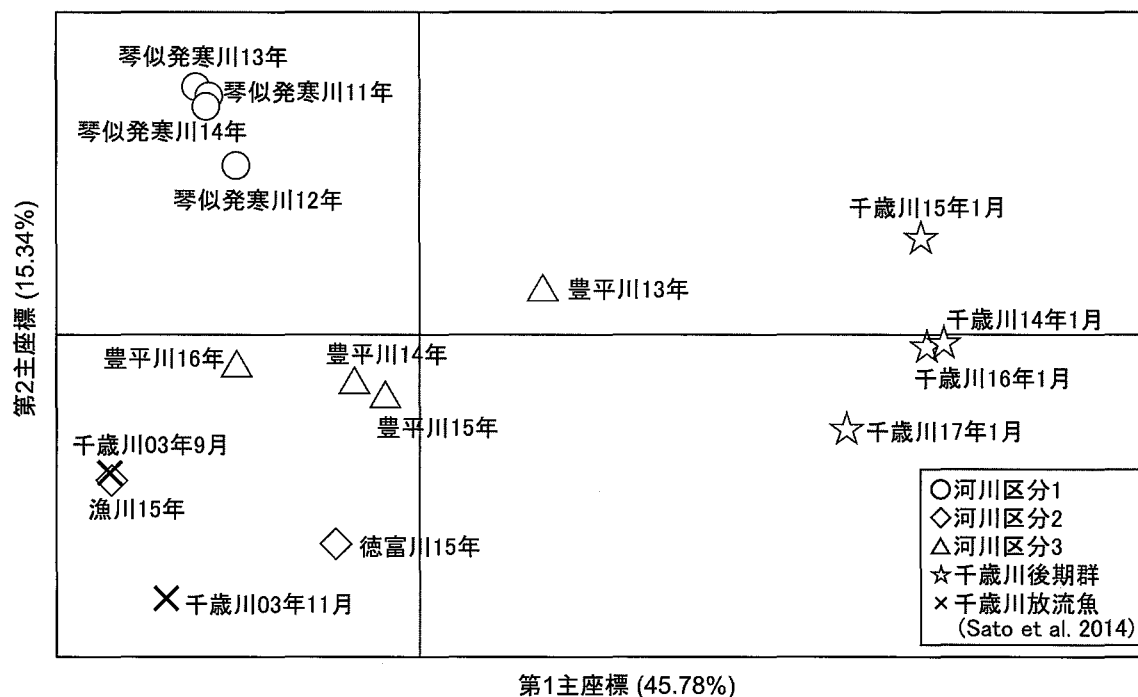 琴似発寒川13年
琴似発寒川11年
琴似発寒川14年
琴似発寒川12年
千歳川15年1月
豊平川13年
千歳川14年1月
豊平川14年
豊平川16年
千歳川16年1月
豊平川15年
千歳川17年1月
千歳川03年9月
漁川15年
徳富川15年
千歳川03年11月
河川区分1
河川区分2
河川区分3
千歳川後期群
千歳川放流魚
(Sato et al. 2014)
第2主座標 (15.34%)
第1主座標 (45.78%)